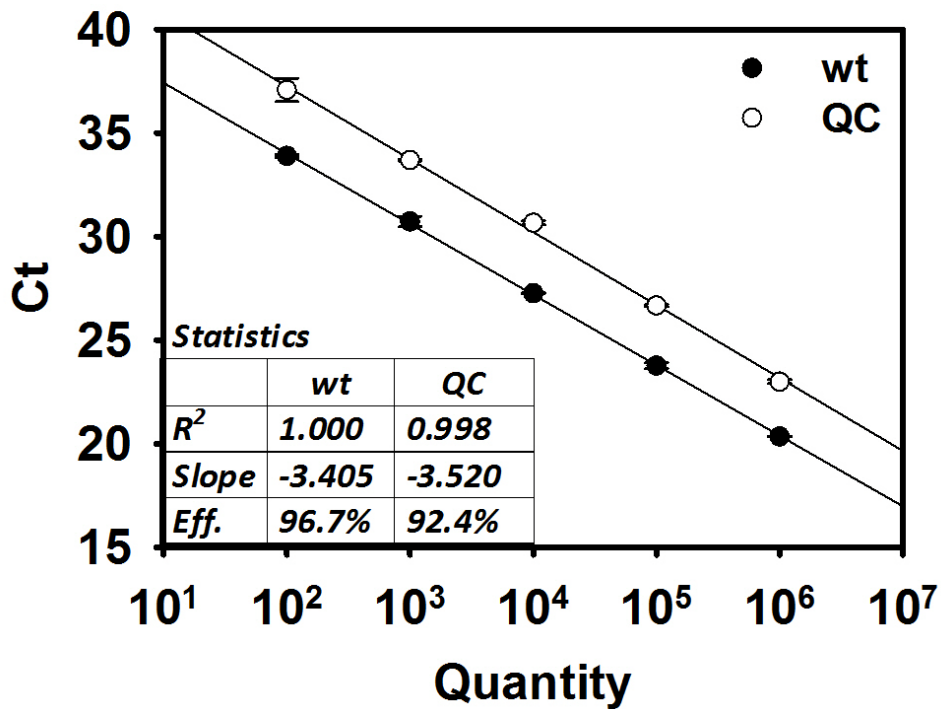 40
wt
QC
35
30
Ct
25
Statistics
wt QC
R² 1.000 0.998
20
Slope -3.405 -3.520
Eff. 96.7% 92.4%
15
10¹ 10² 10³ 10⁴ 10⁵ 10⁶ 10⁷
Quantity